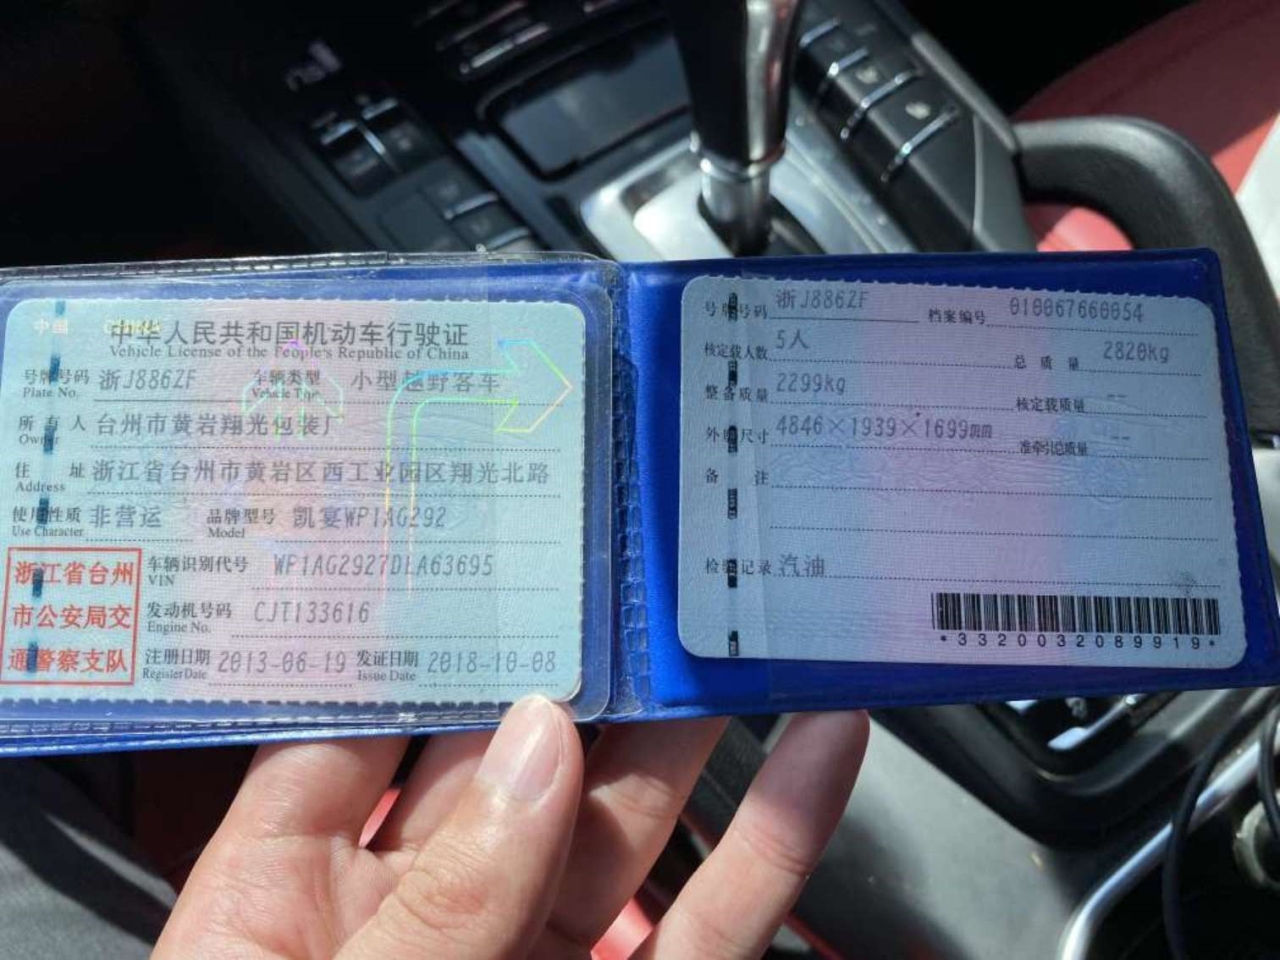 中国 CHINA
中华人民共和国机动车行驶证
Vehicle License of the People's Republic of China
号牌号码 浙J886ZF 车辆类型 小型越野客车
Plate No. Vehicle Type
所有人 台州市黄岩翔光包装厂
Owner
住址 浙江省台州市黄岩区西工业园区翔光北路
Address
使用性质 非营运 品牌型号 凯宴WP1AG292
Use Character Model
浙江省台州
市公安局交
通警察支队
车辆识别代号 WP1AG2927DLA63695
VIN
发动机号码 CJT133616
Engine No.
注册日期 2013-06-19 发证日期 2018-10-08
Register Date Issue Date
号牌号码 浙J886ZF 档案编号 010067660054
核定载人数 5人 总质量 2820kg
整备质量 2299kg 核定载质量 --
外廓尺寸 4846×1939×1699mm 准牵引总质量 --
备注
检验记录 汽油
*3320032089919*